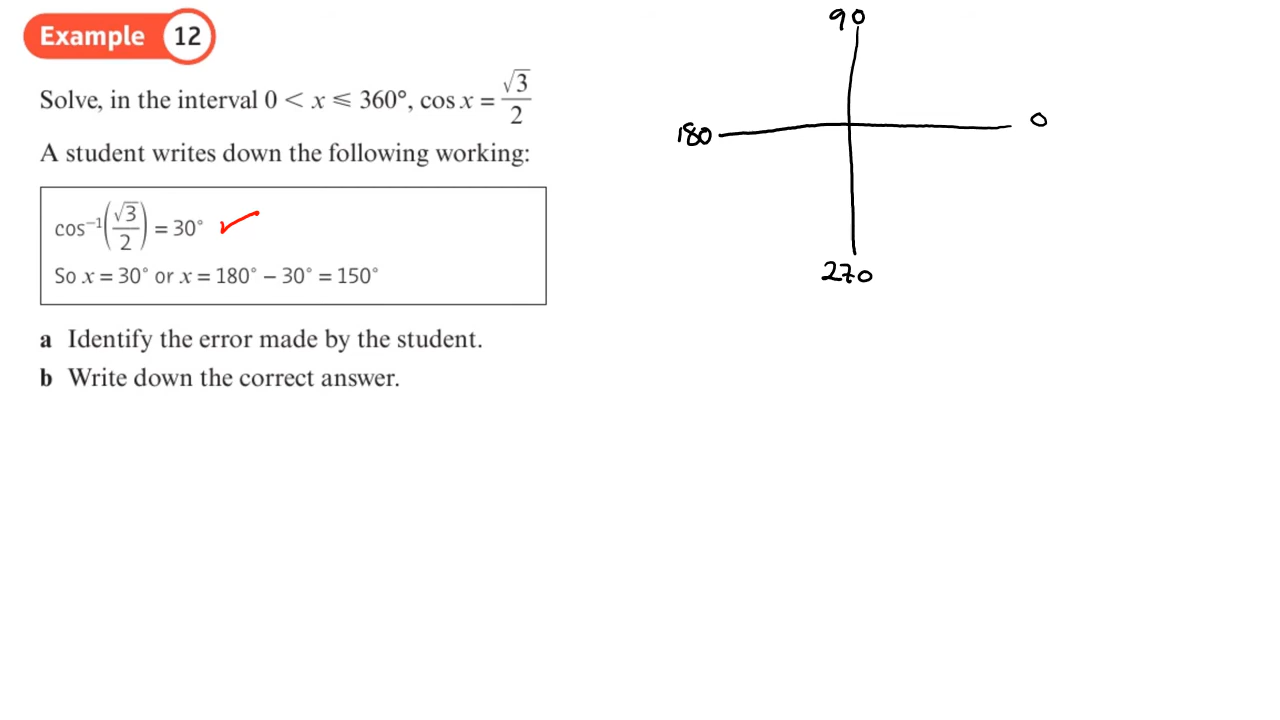 Example 12
Solve, in the interval 0 < x ⩽ 360°, cos x = √3/2
A student writes down the following working:
cos⁻¹(√3/2) = 30° ✓
So x = 30° or x = 180° − 30° = 150°
a Identify the error made by the student.
b Write down the correct answer.
90
180
0
270